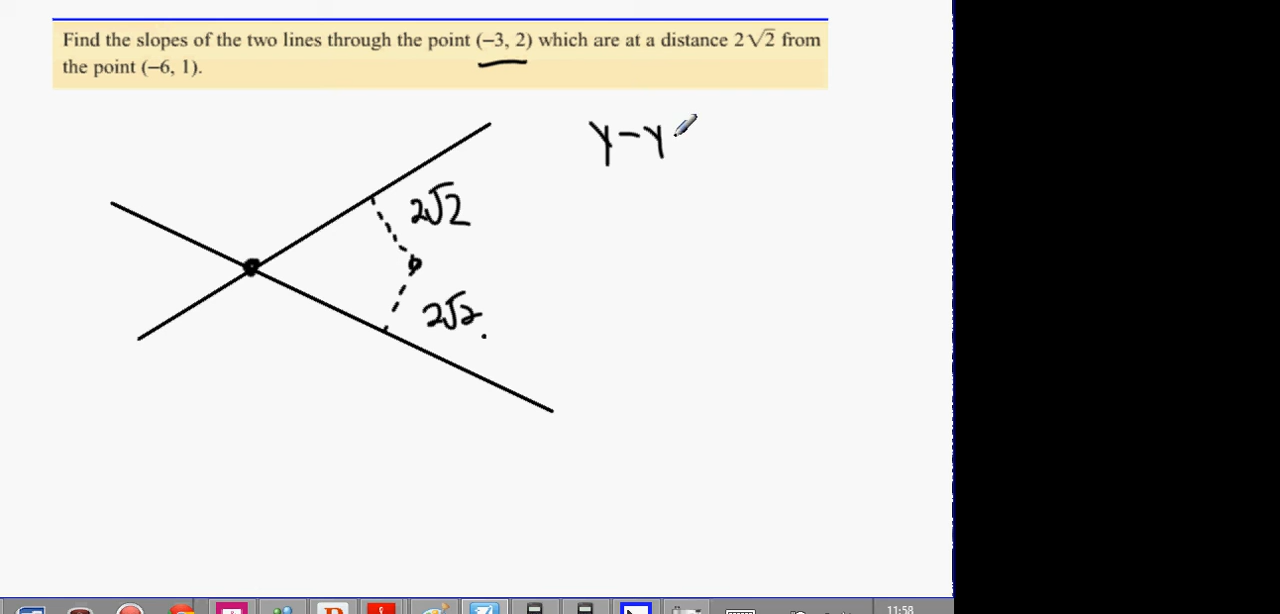 Find the slopes of the two lines through the point (−3, 2) which are at a distance 2√2 from
the point (−6, 1).
y-y
2√2
2√2.
11:58